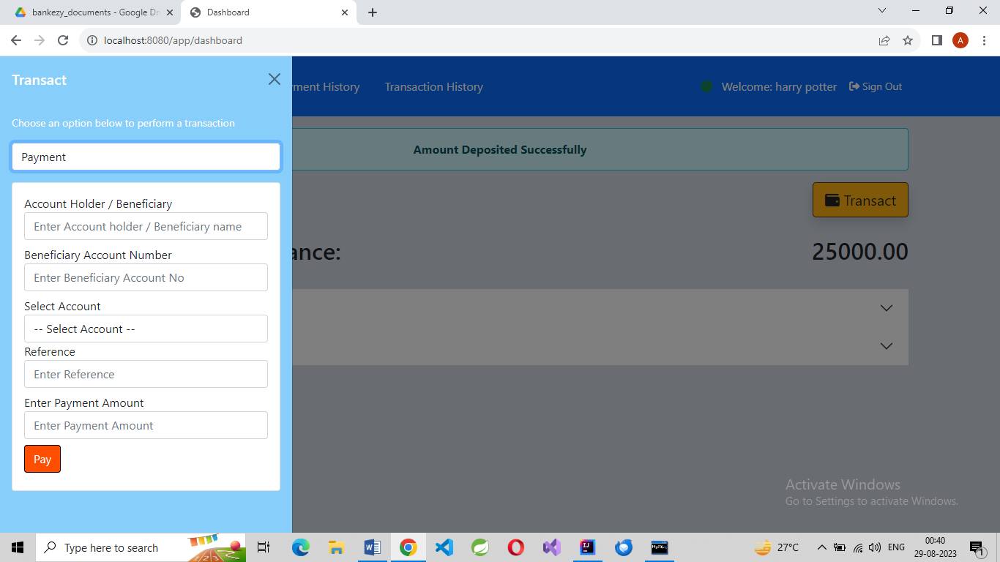 bankezy_documents - Google Dr
Dashboard
localhost:8080/app/dashboard
A
Transact
ment History
Transaction History
Welcome: harry potter
Sign Out
Choose an option below to perform a transaction
Payment
Amount Deposited Successfully
Transact
Account Holder / Beneficiary
Enter Account holder / Beneficiary name
ance:
25000.00
Beneficiary Account Number
Enter Beneficiary Account No
Select Account
-- Select Account --
Reference
Enter Reference
Enter Payment Amount
Enter Payment Amount
Pay
Activate Windows
Go to Settings to activate Windows.
Type here to search
27°C
ENG
00:40
29-08-2023
1